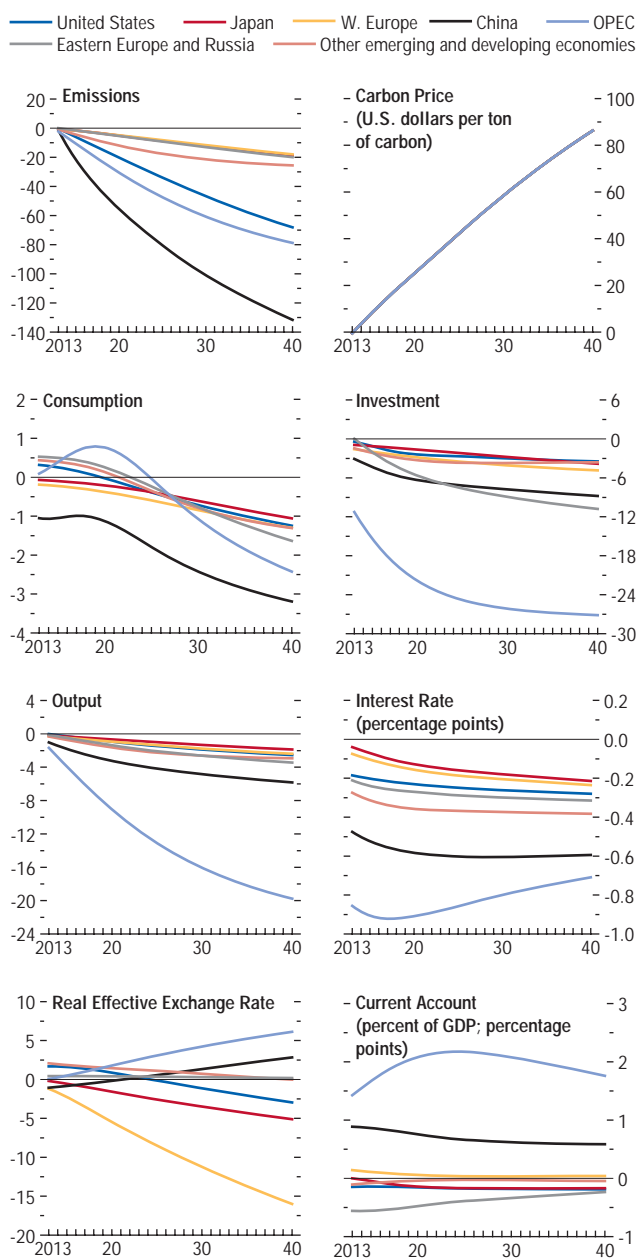 United States Japan W. Europe China OPEC
Eastern Europe and Russia Other emerging and developing economies
Emissions
20
0
-20
-40
-60
-80
-100
-120
-140
2013 20 30 40
Carbon Price
(U.S. dollars per ton
of carbon)
100
80
60
40
20
0
2013 20 30 40
Consumption
2
1
0
-1
-2
-3
-4
2013 20 30 40
Investment
6
0
-6
-12
-18
-24
-30
2013 20 30 40
Output
4
0
-4
-8
-12
-16
-20
-24
2013 20 30 40
Interest Rate
(percentage points)
0.2
0.0
-0.2
-0.4
-0.6
-0.8
-1.0
2013 20 30 40
Real Effective Exchange Rate
10
5
0
-5
-10
-15
-20
2013 20 30 40
Current Account
(percent of GDP; percentage
points)
3
2
1
0
-1
2013 20 30 40